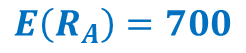 E(R_A) = 700